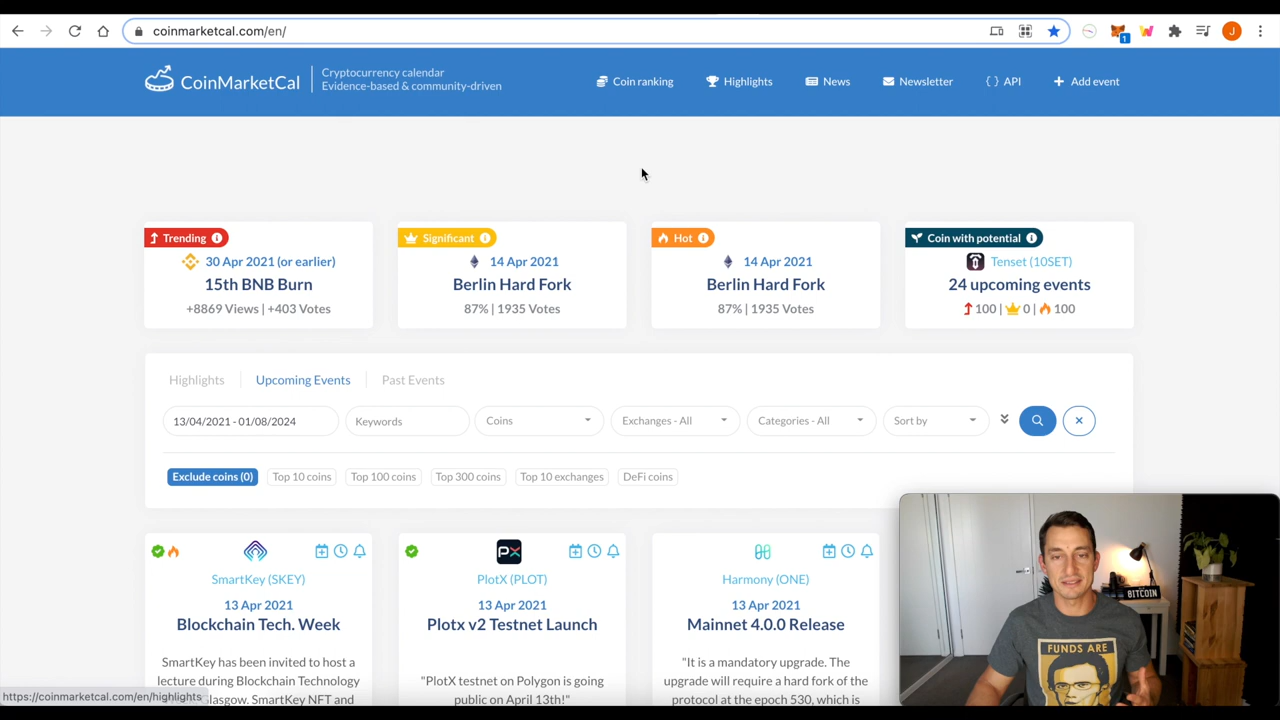 coinmarketcal.com/en/
1
J
CoinMarketCal
Cryptocurrency calendar
Evidence-based & community-driven
Coin ranking
Highlights
News
Newsletter
{ } API
+ Add event
Trending
30 Apr 2021 (or earlier)
15th BNB Burn
+8869 Views | +403 Votes
Significant
14 Apr 2021
Berlin Hard Fork
87% | 1935 Votes
Hot
14 Apr 2021
Berlin Hard Fork
87% | 1935 Votes
Coin with potential
Tenset (10SET)
24 upcoming events
100 | 0 | 100
Highlights
Upcoming Events
Past Events
13/04/2021 - 01/08/2024
Keywords
Coins
Exchanges - All
Categories - All
Sort by
Exclude coins (0)
Top 10 coins
Top 100 coins
Top 300 coins
Top 10 exchanges
DeFi coins
SmartKey (SKEY)
13 Apr 2021
Blockchain Tech. Week
SmartKey has been invited to host a
lecture during Blockchain Technology
lasgow. SmartKey NFT and
PX
PlotX (PLOT)
13 Apr 2021
Plotx v2 Testnet Launch
"PlotX testnet on Polygon is going
public on April 13th!"
Harmony (ONE)
13 Apr 2021
Mainnet 4.0.0 Release
"It is a mandatory upgrade. The
upgrade will require a hard fork of the
protocol at the epoch 530, which is
https://coinmarketcal.com/en/highlights
BITCOIN
FUNDS ARE